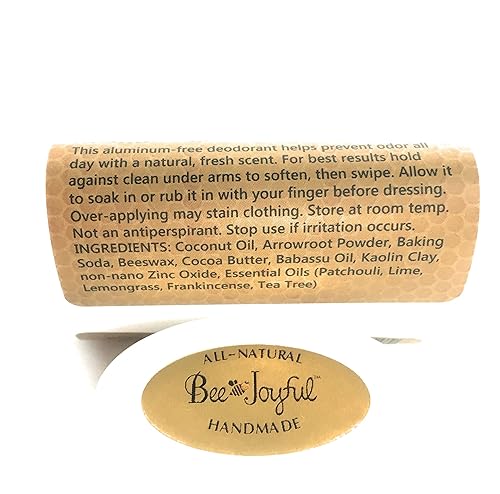 This aluminum-free deodorant helps prevent odor all
day with a natural, fresh scent. For best results hold
against clean under arms to soften, then swipe. Allow it
to soak in or rub it in with your finger before dressing.
Over-applying may stain clothing. Store at room temp.
Not an antiperspirant. Stop use if irritation occurs.
INGREDIENTS: Coconut Oil, Arrowroot Powder, Baking
Soda, Beeswax, Cocoa Butter, Babassu Oil, Kaolin Clay,
non-nano Zinc Oxide, Essential Oils (Patchouli, Lime,
Lemongrass, Frankincense, Tea Tree)
ALL-NATURAL
Bee Joyful™
HANDMADE